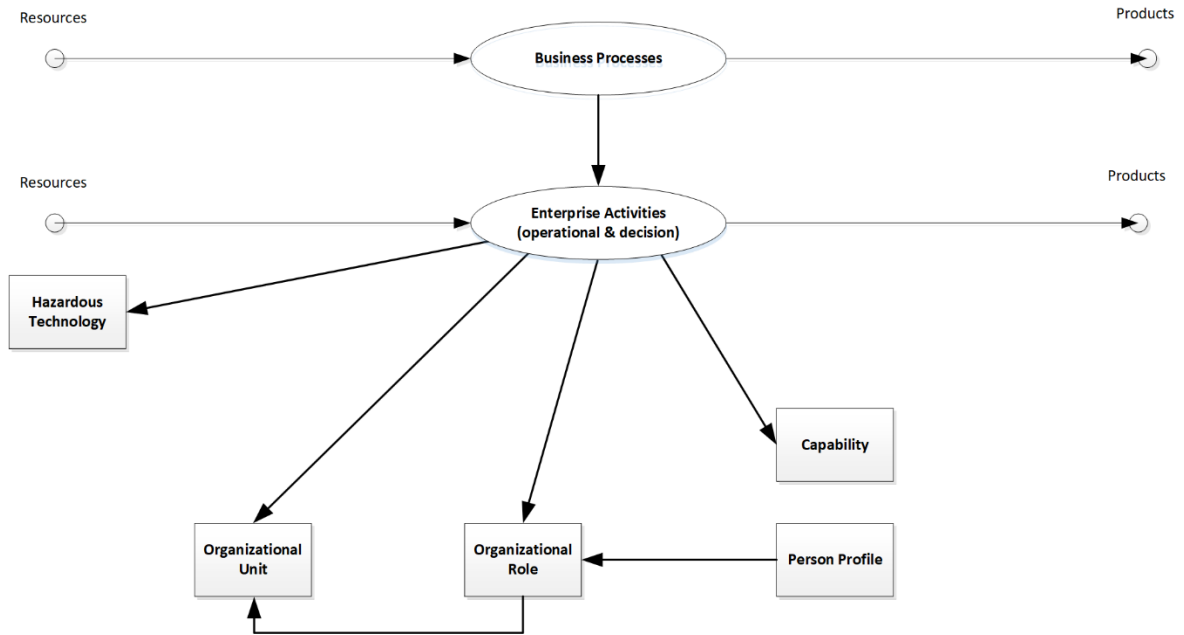 Resources
Products
Business Processes
Resources
Products
Enterprise Activities
(operational & decision)
Hazardous
Technology
Capability
Organizational
Unit
Organizational
Role
Person Profile